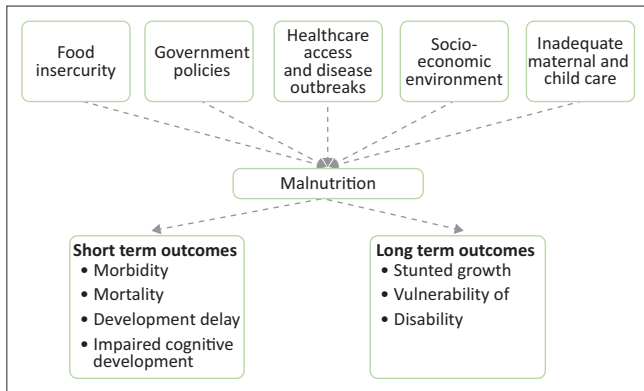 Food
insercurity
Government
policies
Healthcare
access
and disease
outbreaks
Socio-
economic
environment
Inadequate
maternal and
child care
Malnutrition
Short term outcomes
• Morbidity
• Mortality
• Development delay
• Impaired cognitive
development
Long term outcomes
• Stunted growth
• Vulnerability of
• Disability